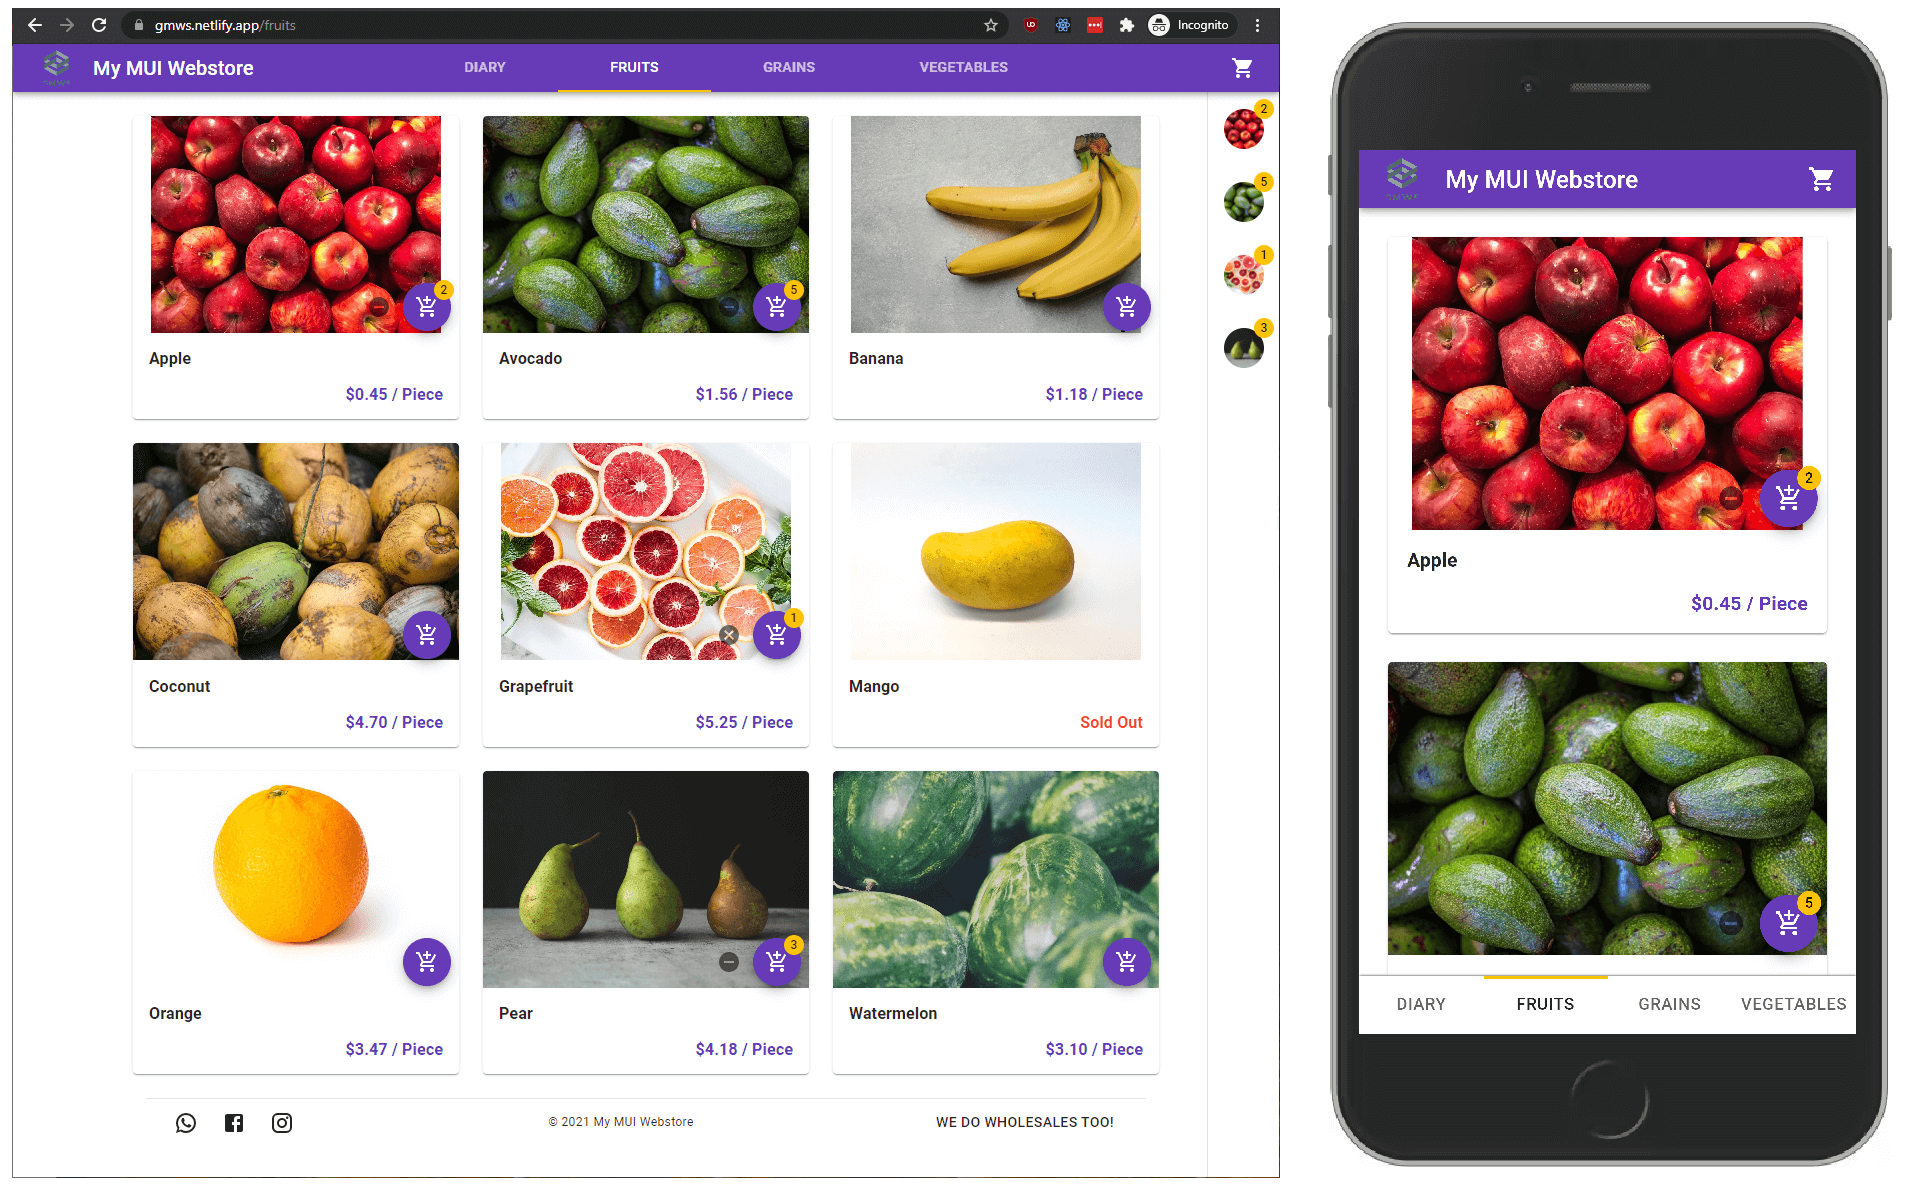 gmws.netlify.app/fruits
Incognito
My MUI Webstore
DIARY
FRUITS
GRAINS
VEGETABLES
2
5
1
3
2
Apple
$0.45 / Piece
5
Avocado
$1.56 / Piece
Banana
$1.18 / Piece
Coconut
$4.70 / Piece
1
Grapefruit
$5.25 / Piece
Mango
Sold Out
Orange
$3.47 / Piece
3
Pear
$4.18 / Piece
Watermelon
$3.10 / Piece
© 2021 My MUI Webstore
WE DO WHOLESALES TOO!
GMWS
My MUI Webstore
2
Apple
$0.45 / Piece
5
DIARY
FRUITS
GRAINS
VEGETABLES